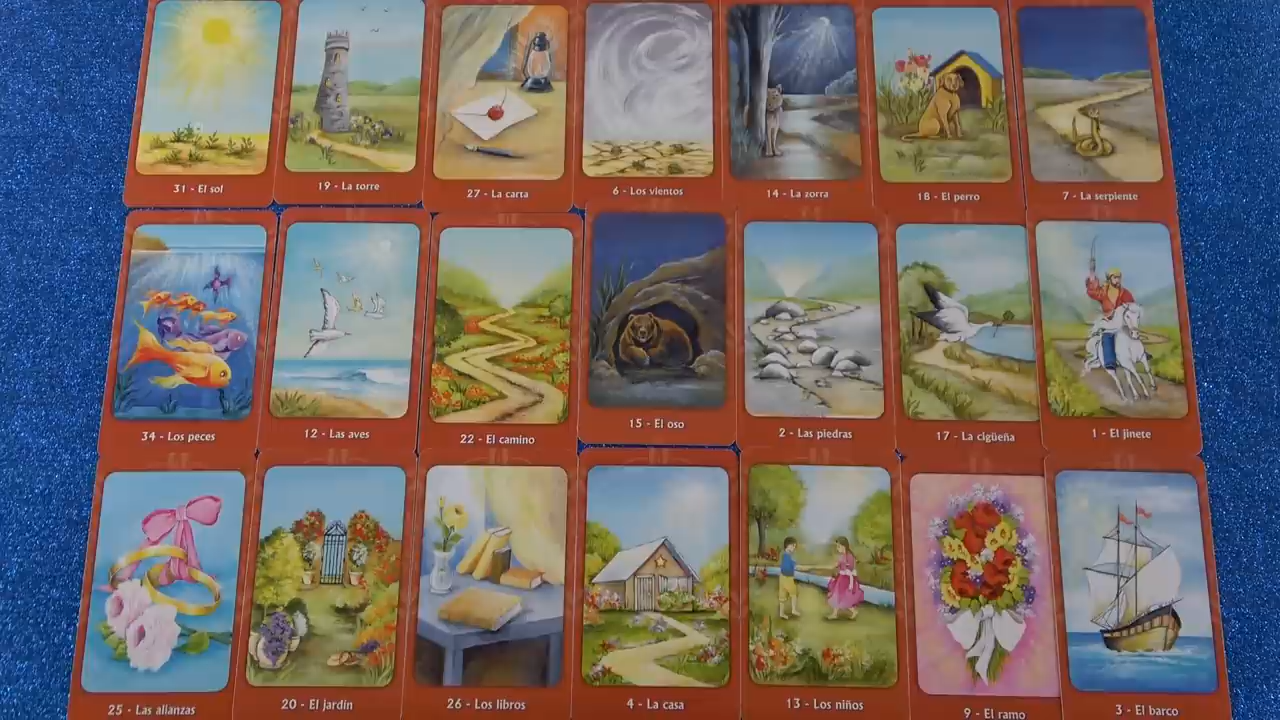 31 - El sol
19 - La torre
27 - La carta
6 - Los vientos
14 - La zorra
18 - El perro
7 - La serpiente
34 - Los peces
12 - Las aves
22 - El camino
15 - El oso
2 - Las piedras
17 - La cigüeña
1 - El jinete
25 - Las alianzas
20 - El jardín
26 - Los libros
4 - La casa
13 - Los niños
9 - El ramo
3 - El barco